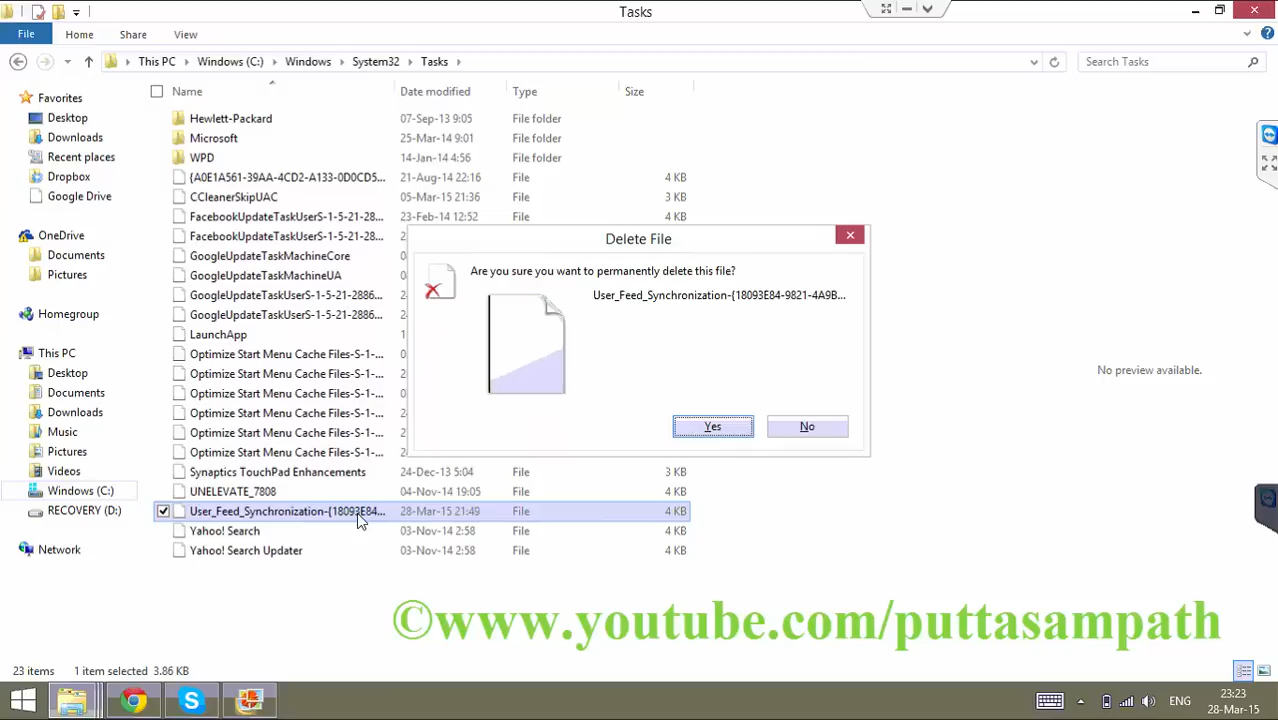 Tasks
File Home Share View
This PC Windows (C:) Windows System32 Tasks
Search Tasks
Name Date modified Type Size
Favorites
Desktop
Downloads
Recent places
Dropbox
Google Drive
OneDrive
Documents
Pictures
Homegroup
This PC
Desktop
Documents
Downloads
Music
Pictures
Videos
Windows (C:)
RECOVERY (D:)
Network
Hewlett-Packard 07-Sep-13 9:05 File folder
Microsoft 25-Mar-14 9:01 File folder
WPD 14-Jan-14 4:56 File folder
{A0E1A561-39AA-4CD2-A133-0D0CD5... 21-Aug-14 22:16 File 4 KB
CCleanerSkipUAC 05-Mar-15 21:36 File 3 KB
FacebookUpdateTaskUserS-1-5-21-28... 23-Feb-14 12:52 File 4 KB
FacebookUpdateTaskUserS-1-5-21-28...
GoogleUpdateTaskMachineCore
GoogleUpdateTaskMachineUA
GoogleUpdateTaskUserS-1-5-21-2886...
GoogleUpdateTaskUserS-1-5-21-2886...
LaunchApp
Optimize Start Menu Cache Files-S-1-...
Optimize Start Menu Cache Files-S-1-...
Optimize Start Menu Cache Files-S-1-...
Optimize Start Menu Cache Files-S-1-...
Optimize Start Menu Cache Files-S-1-...
Optimize Start Menu Cache Files-S-1-...
Synaptics TouchPad Enhancements 24-Dec-13 5:04 File 3 KB
UNELEVATE_7808 04-Nov-14 19:05 File 4 KB
User_Feed_Synchronization-{18093E84... 28-Mar-15 21:49 File 4 KB
Yahoo! Search 03-Nov-14 2:58 File 4 KB
Yahoo! Search Updater 03-Nov-14 2:58 File 4 KB
Delete File
Are you sure you want to permanently delete this file?
User_Feed_Synchronization-{18093E84-9821-4A9B...
Yes No
No preview available.
©www.youtube.com/puttasampath
23 items 1 item selected 3.86 KB
ENG
23:23
28-Mar-15